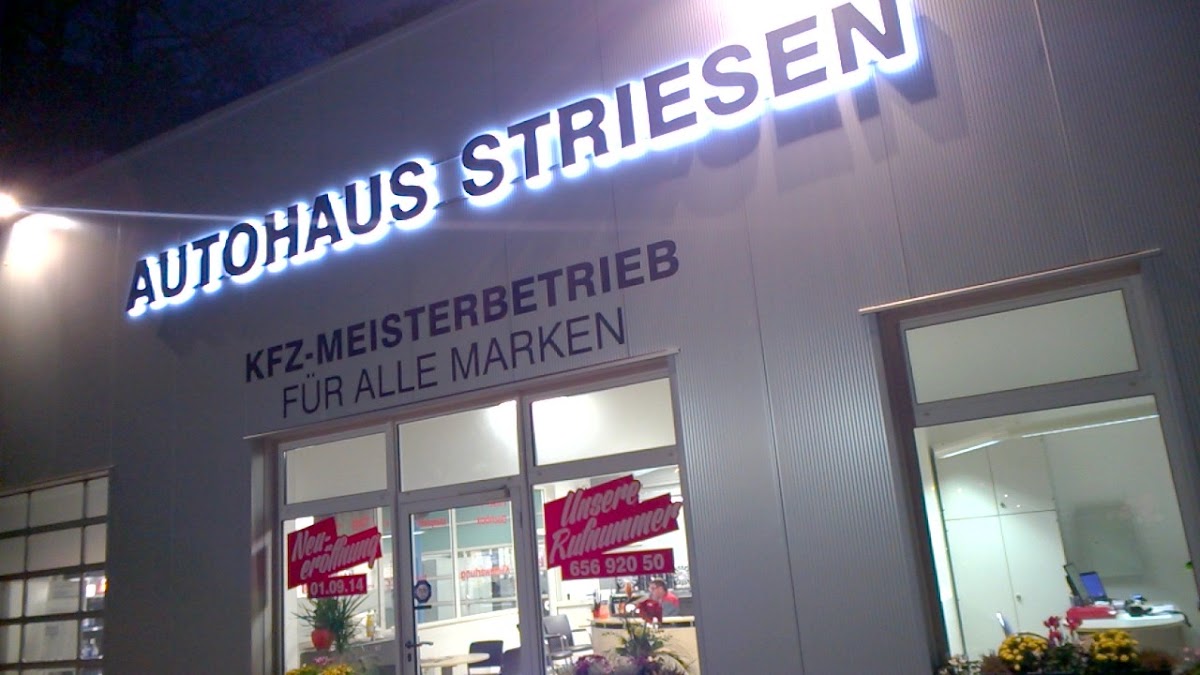 AUTOHAUS STRIESEN
KFZ-MEISTERBETRIEB
FÜR ALLE MARKEN
Neu-
eröffnung
01.09.14
Unsere
Rufnummer
656 920 50